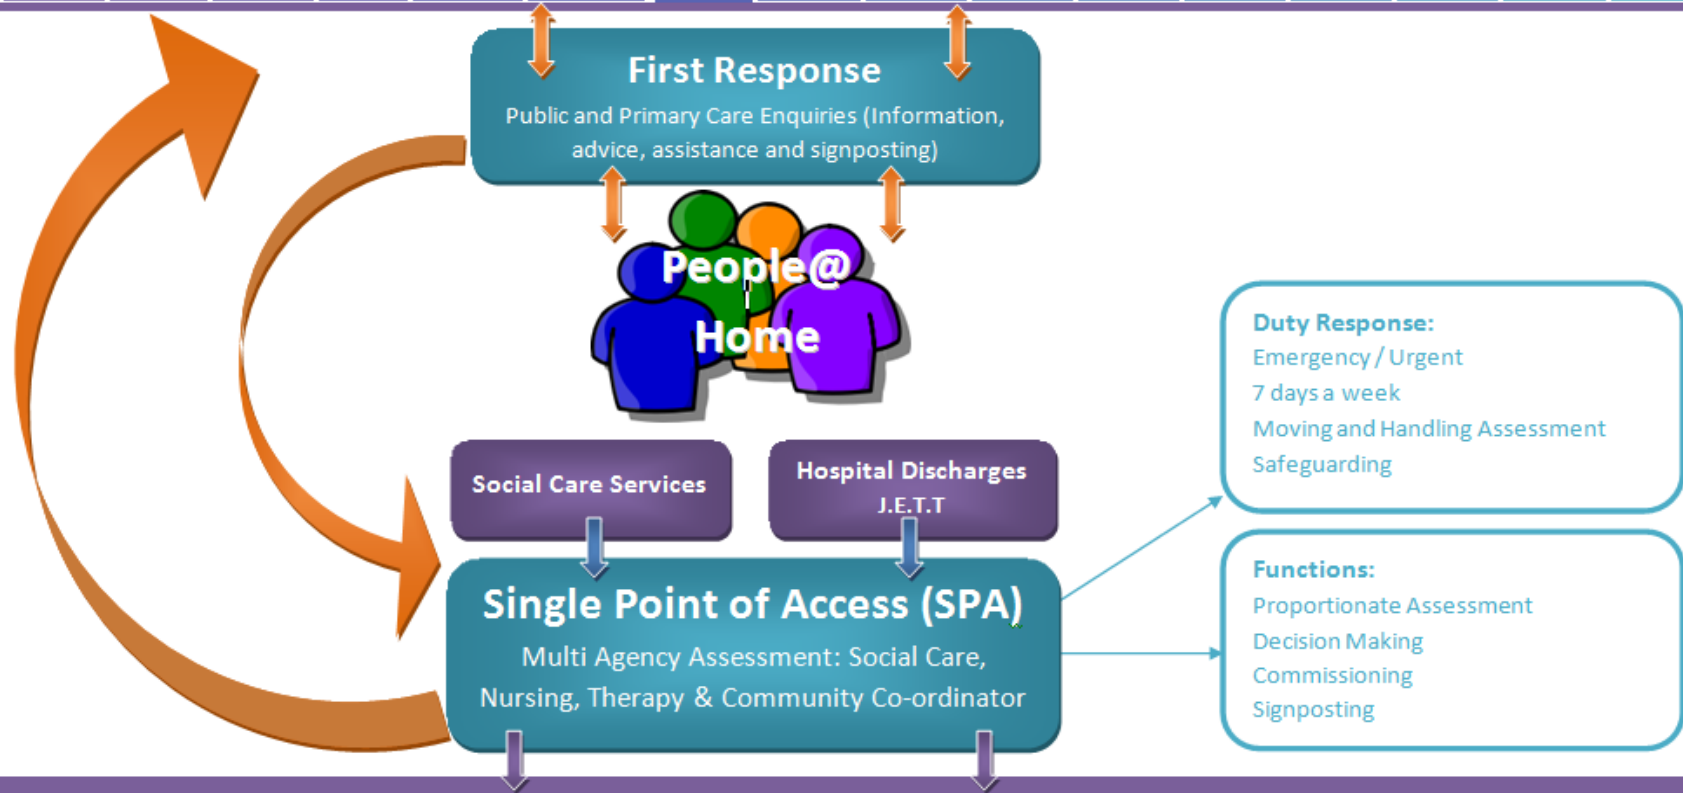 First Response
Public and Primary Care Enquiries (Information,
advice, assistance and signposting)
People@
Home
Social Care Services
Hospital Discharges
J.E.T.T
Single Point of Access (SPA)
Multi Agency Assessment: Social Care,
Nursing, Therapy & Community Co-ordinator
Duty Response:
Emergency / Urgent
7 days a week
Moving and Handling Assessment
Safeguarding
Functions:
Proportionate Assessment
Decision Making
Commissioning
Signposting